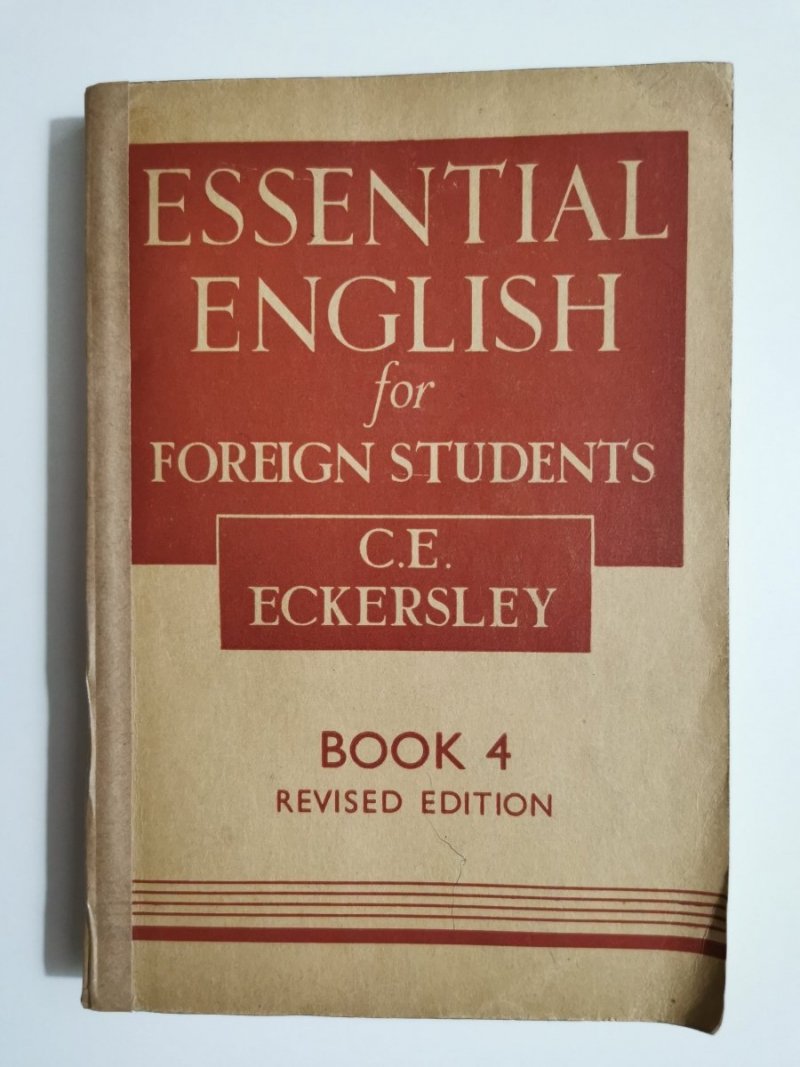 ESSENTIAL
ENGLISH
for
FOREIGN STUDENTS
C.E.
ECKERSLEY
BOOK 4
REVISED EDITION